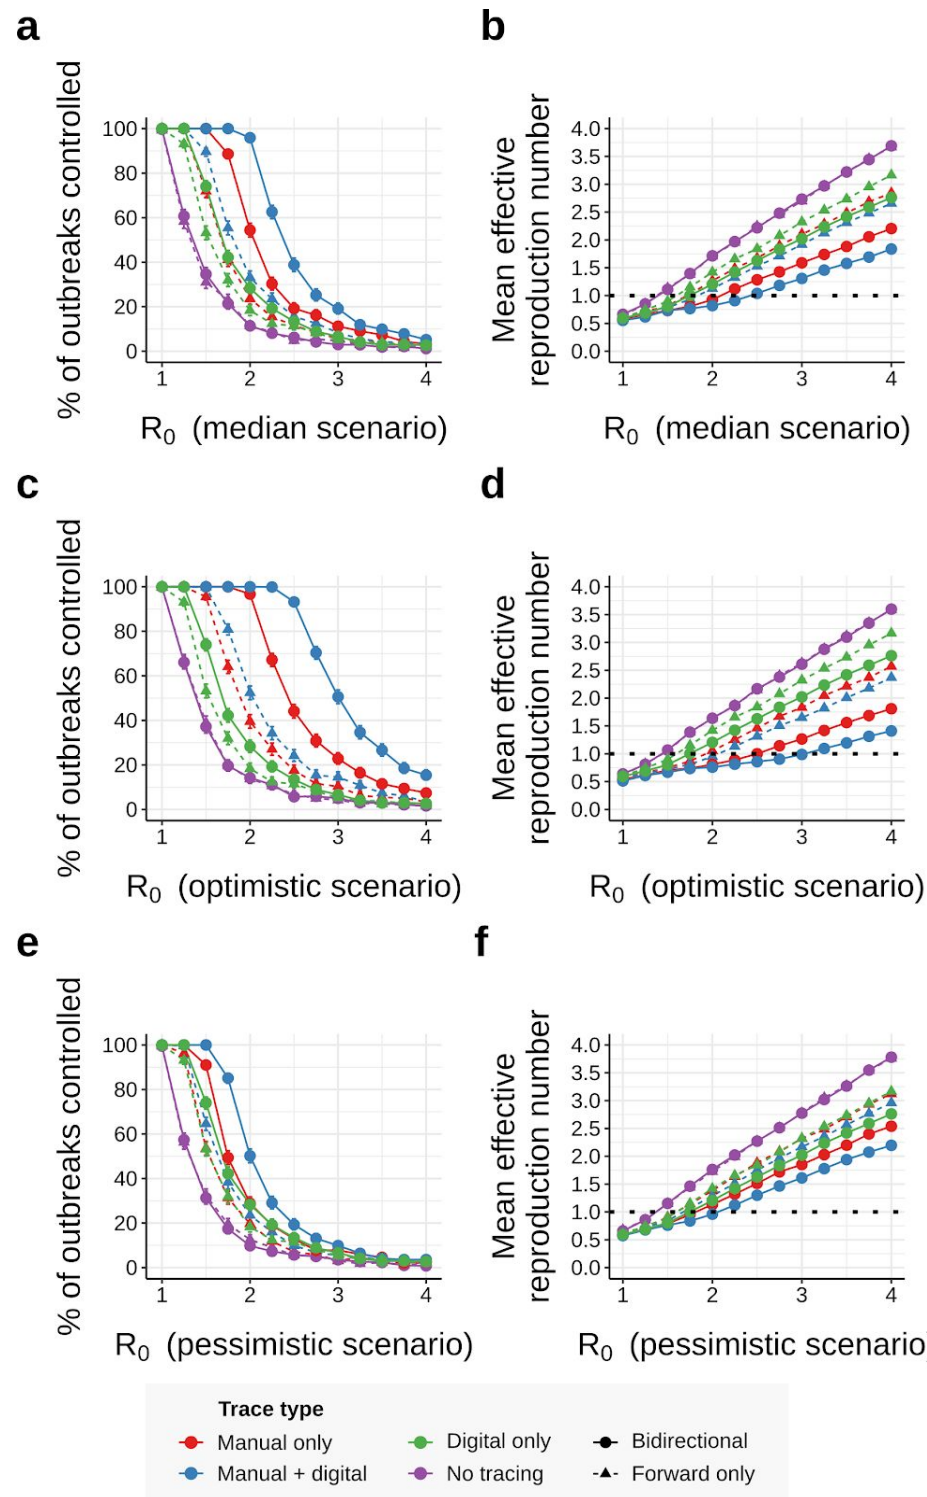 a
% of outbreaks controlled
100
80
60
40
20
0
1 2 3 4
R0 (median scenario)
b
Mean effective
reproduction number
4.0
3.5
3.0
2.5
2.0
1.5
1.0
0.5
0.0
1 2 3 4
R0 (median scenario)
c
% of outbreaks controlled
100
80
60
40
20
0
1 2 3 4
R0 (optimistic scenario)
d
Mean effective
reproduction number
4.0
3.5
3.0
2.5
2.0
1.5
1.0
0.5
0.0
1 2 3 4
R0 (optimistic scenario)
e
% of outbreaks controlled
100
80
60
40
20
0
1 2 3 4
R0 (pessimistic scenario)
f
Mean effective
reproduction number
4.0
3.5
3.0
2.5
2.0
1.5
1.0
0.5
0.0
1 2 3 4
R0 (pessimistic scenario)
Trace type
Manual only
Digital only
Bidirectional
Manual + digital
No tracing
Forward only